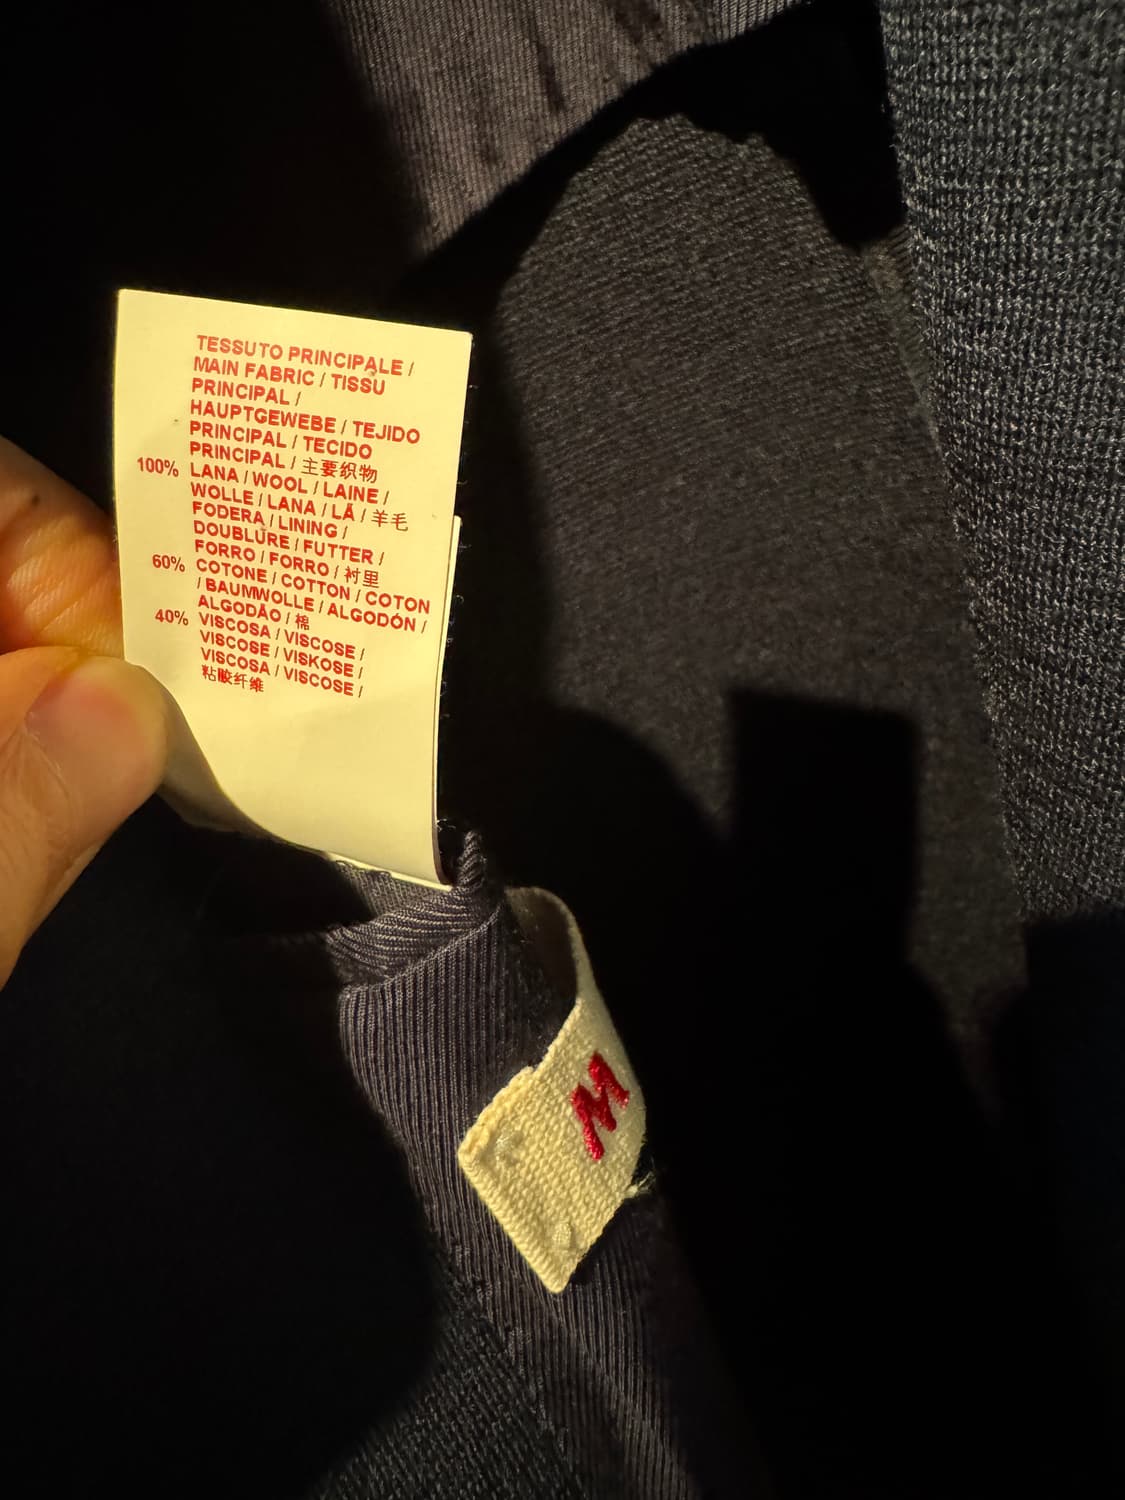 TESSUTO PRINCIPALE /
MAIN FABRIC / TISSU
PRINCIPAL /
HAUPTGEWEBE / TEJIDO
PRINCIPAL / TECIDO
PRINCIPAL / 主要织物
100% LANA / WOOL / LAINE /
WOLLE / LANA / LÃ / 羊毛
FODERA / LINING /
DOUBLURE / FUTTER /
FORRO / FORRO / 衬里
60% COTONE / COTTON / COTON
/ BAUMWOLLE / ALGODÓN /
ALGODÃO / 棉
40% VISCOSA / VISCOSE /
VISCOSE / VISKOSE /
VISCOSA / VISCOSE /
粘胶纤维
M